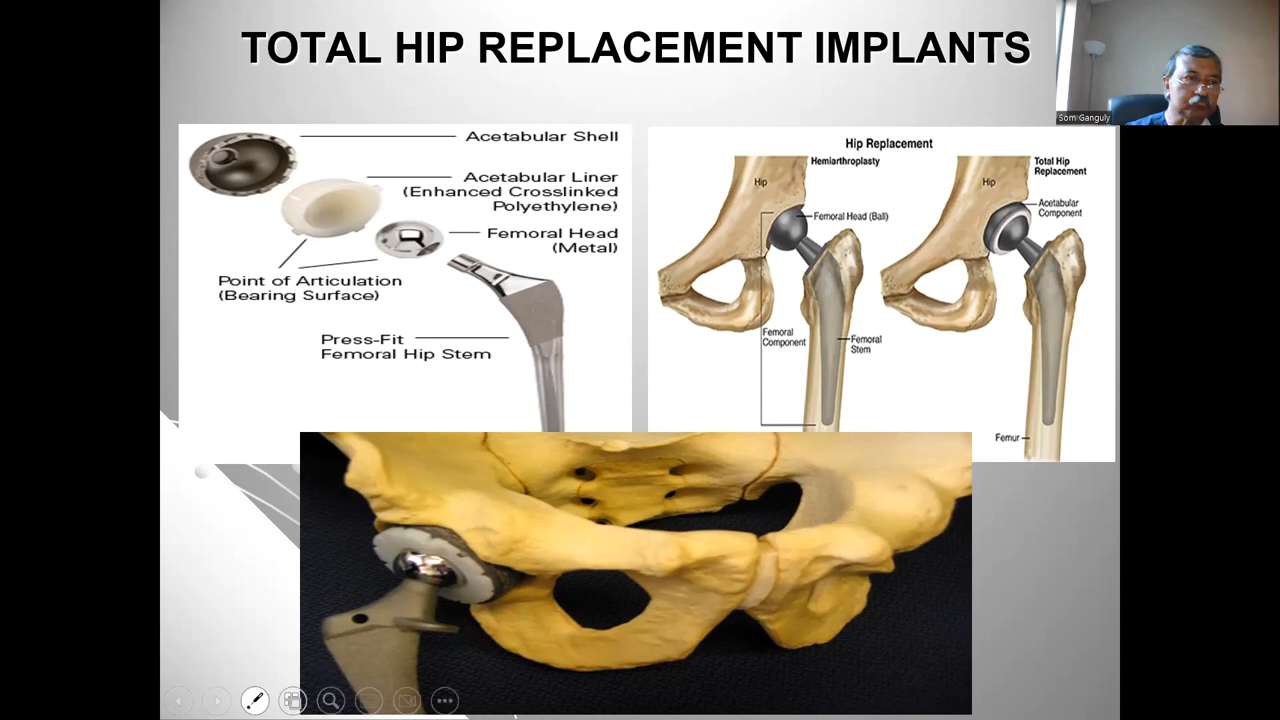 TOTAL HIP REPLACEMENT IMPLANTS
Som Ganguly
Acetabular Shell
Acetabular Liner
(Enhanced Crosslinked
Polyethylene)
Femoral Head
(Metal)
Point of Articulation
(Bearing Surface)
Press-Fit
Femoral Hip Stem
Hip Replacement
Hemiarthroplasty
Hip
Femoral Head (Ball)
Femoral
Component
Femoral
Stem
Total Hip
Replacement
Hip
Acetabular
Component
Femur